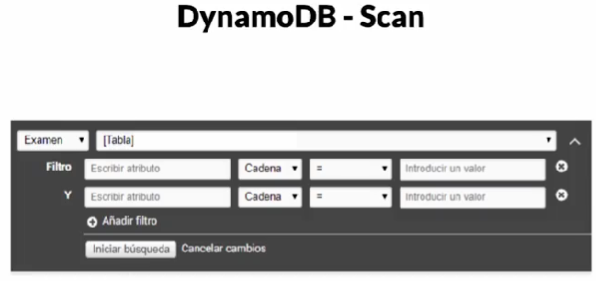 DynamoDB - Scan
Examen [Tabla]
Filtro Escribir atributo Cadena = Introducir un valor
Y Escribir atributo Cadena = Introducir un valor
Añadir filtro
Iniciar búsqueda Cancelar cambios